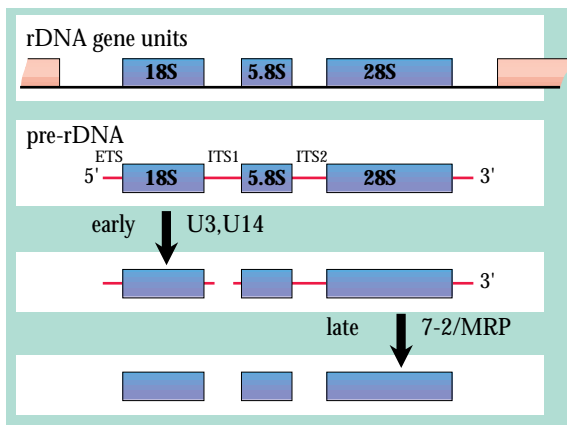 rDNA gene units
18S 5.8S 28S
pre-rDNA
ETS ITS1 ITS2
5' 18S 5.8S 28S 3'
early U3,U14
3'
late 7-2/MRP